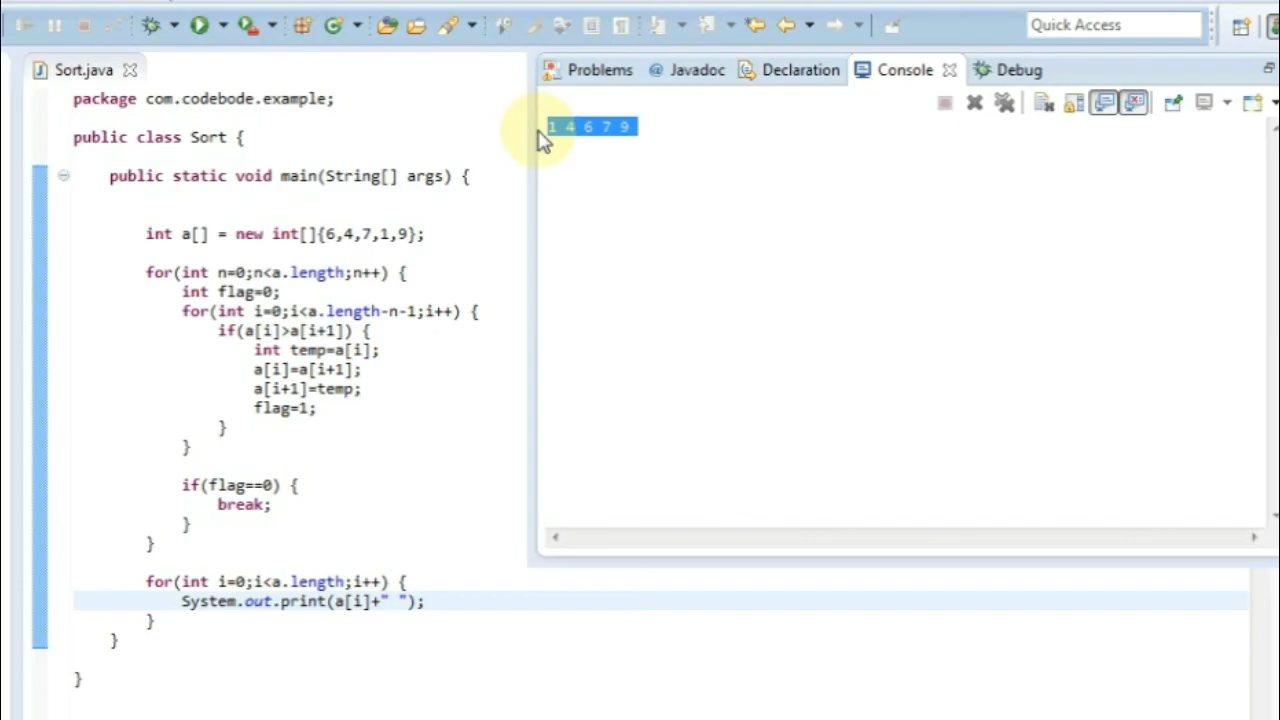 Quick Access
Sort.java
Problems
@ Javadoc
Declaration
Console
Debug
package com.codebode.example;
public class Sort {
public static void main(String[] args) {
int a[] = new int[]{6,4,7,1,9};
for(int n=0;n<a.length;n++) {
int flag=0;
for(int i=0;i<a.length-n-1;i++) {
if(a[i]>a[i+1]) {
int temp=a[i];
a[i]=a[i+1];
a[i+1]=temp;
flag=1;
}
}
if(flag==0) {
break;
}
}
for(int i=0;i<a.length;i++) {
System.out.print(a[i]+" ");
}
}
}
1 4 6 7 9